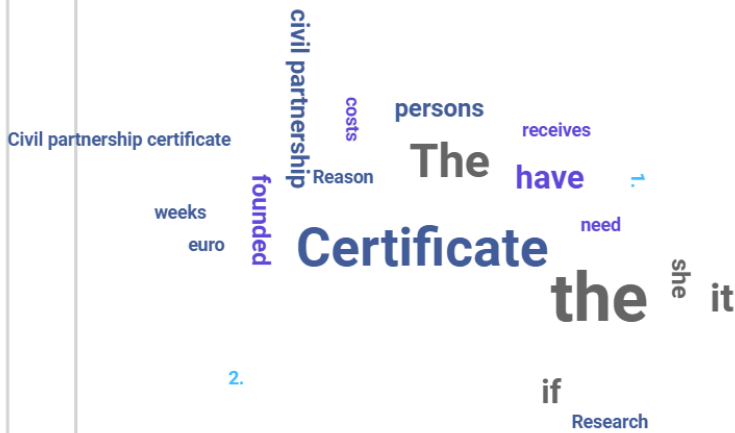 civil partnership
costs
persons
receives
Civil partnership certificate
The
Reason
have
founded
1.
weeks
need
euro
Certificate
she
the
it
2.
if
Research